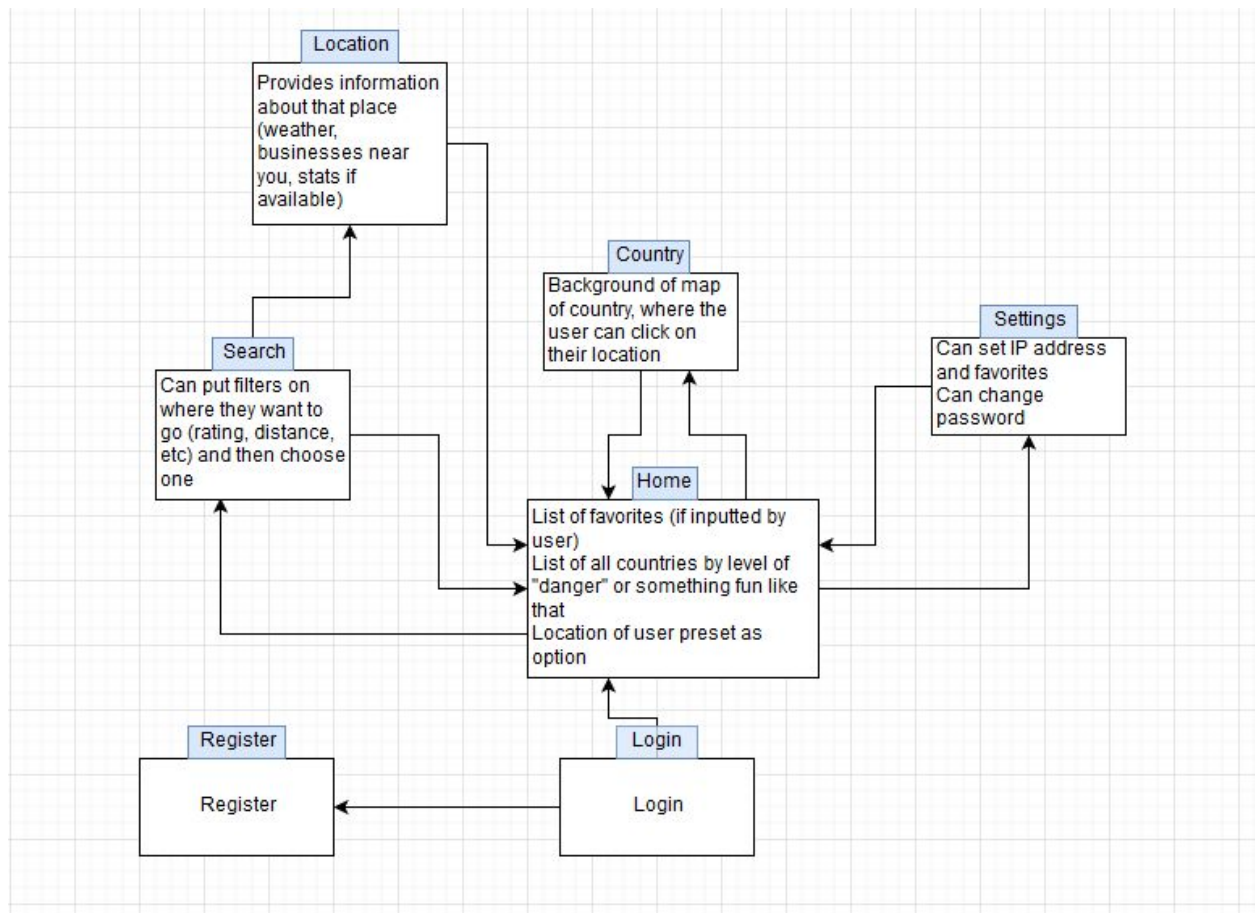 Location
Provides information
about that place
(weather,
businesses near
you, stats if
available)
Country
Background of map
of country, where the
user can click on
their location
Settings
Can set IP address
and favorites
Can change
password
Search
Can put filters on
where they want to
go (rating, distance,
etc) and then choose
one
Home
List of favorites (if inputted by
user)
List of all countries by level of
"danger" or something fun like
that
Location of user preset as
option
Register
Register
Login
Login